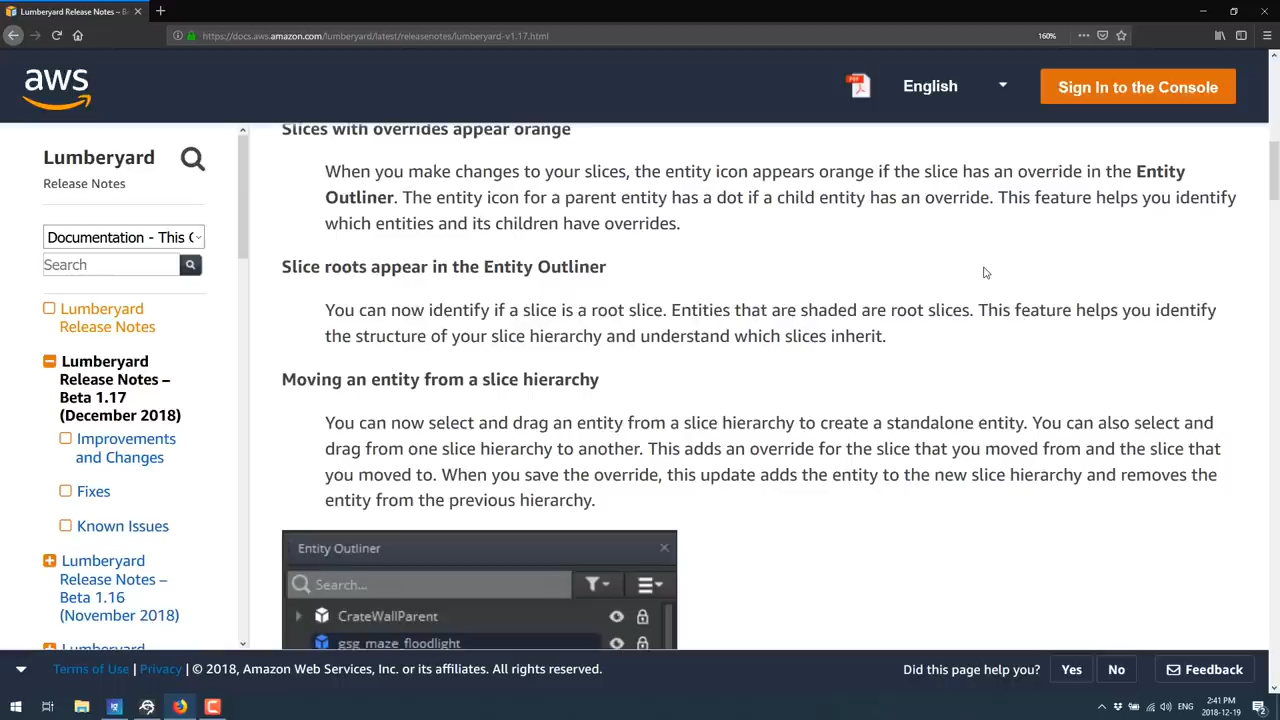 Lumberyard Release Notes – B
https://docs.aws.amazon.com/lumberyard/latest/releasenotes/lumberyard-v1.17.html
160%
aws
PDF
English
Sign In to the Console
Lumberyard
Release Notes
Documentation - This
Search
Lumberyard
Release Notes
Lumberyard
Release Notes –
Beta 1.17
(December 2018)
Improvements
and Changes
Fixes
Known Issues
Lumberyard
Release Notes –
Beta 1.16
(November 2018)
Lumberyard
Slices with overrides appear orange
When you make changes to your slices, the entity icon appears orange if the slice has an override in the Entity
Outliner. The entity icon for a parent entity has a dot if a child entity has an override. This feature helps you identify
which entities and its children have overrides.
Slice roots appear in the Entity Outliner
You can now identify if a slice is a root slice. Entities that are shaded are root slices. This feature helps you identify
the structure of your slice hierarchy and understand which slices inherit.
Moving an entity from a slice hierarchy
You can now select and drag an entity from a slice hierarchy to create a standalone entity. You can also select and
drag from one slice hierarchy to another. This adds an override for the slice that you moved from and the slice that
you moved to. When you save the override, this update adds the entity to the new slice hierarchy and removes the
entity from the previous hierarchy.
Entity Outliner
Search...
CrateWallParent
gsg_maze_floodlight
Terms of Use | Privacy | © 2018, Amazon Web Services, Inc. or its affiliates. All rights reserved.
Did this page help you?
Yes
No
Feedback
ENG
2:41 PM
2018-12-19
2